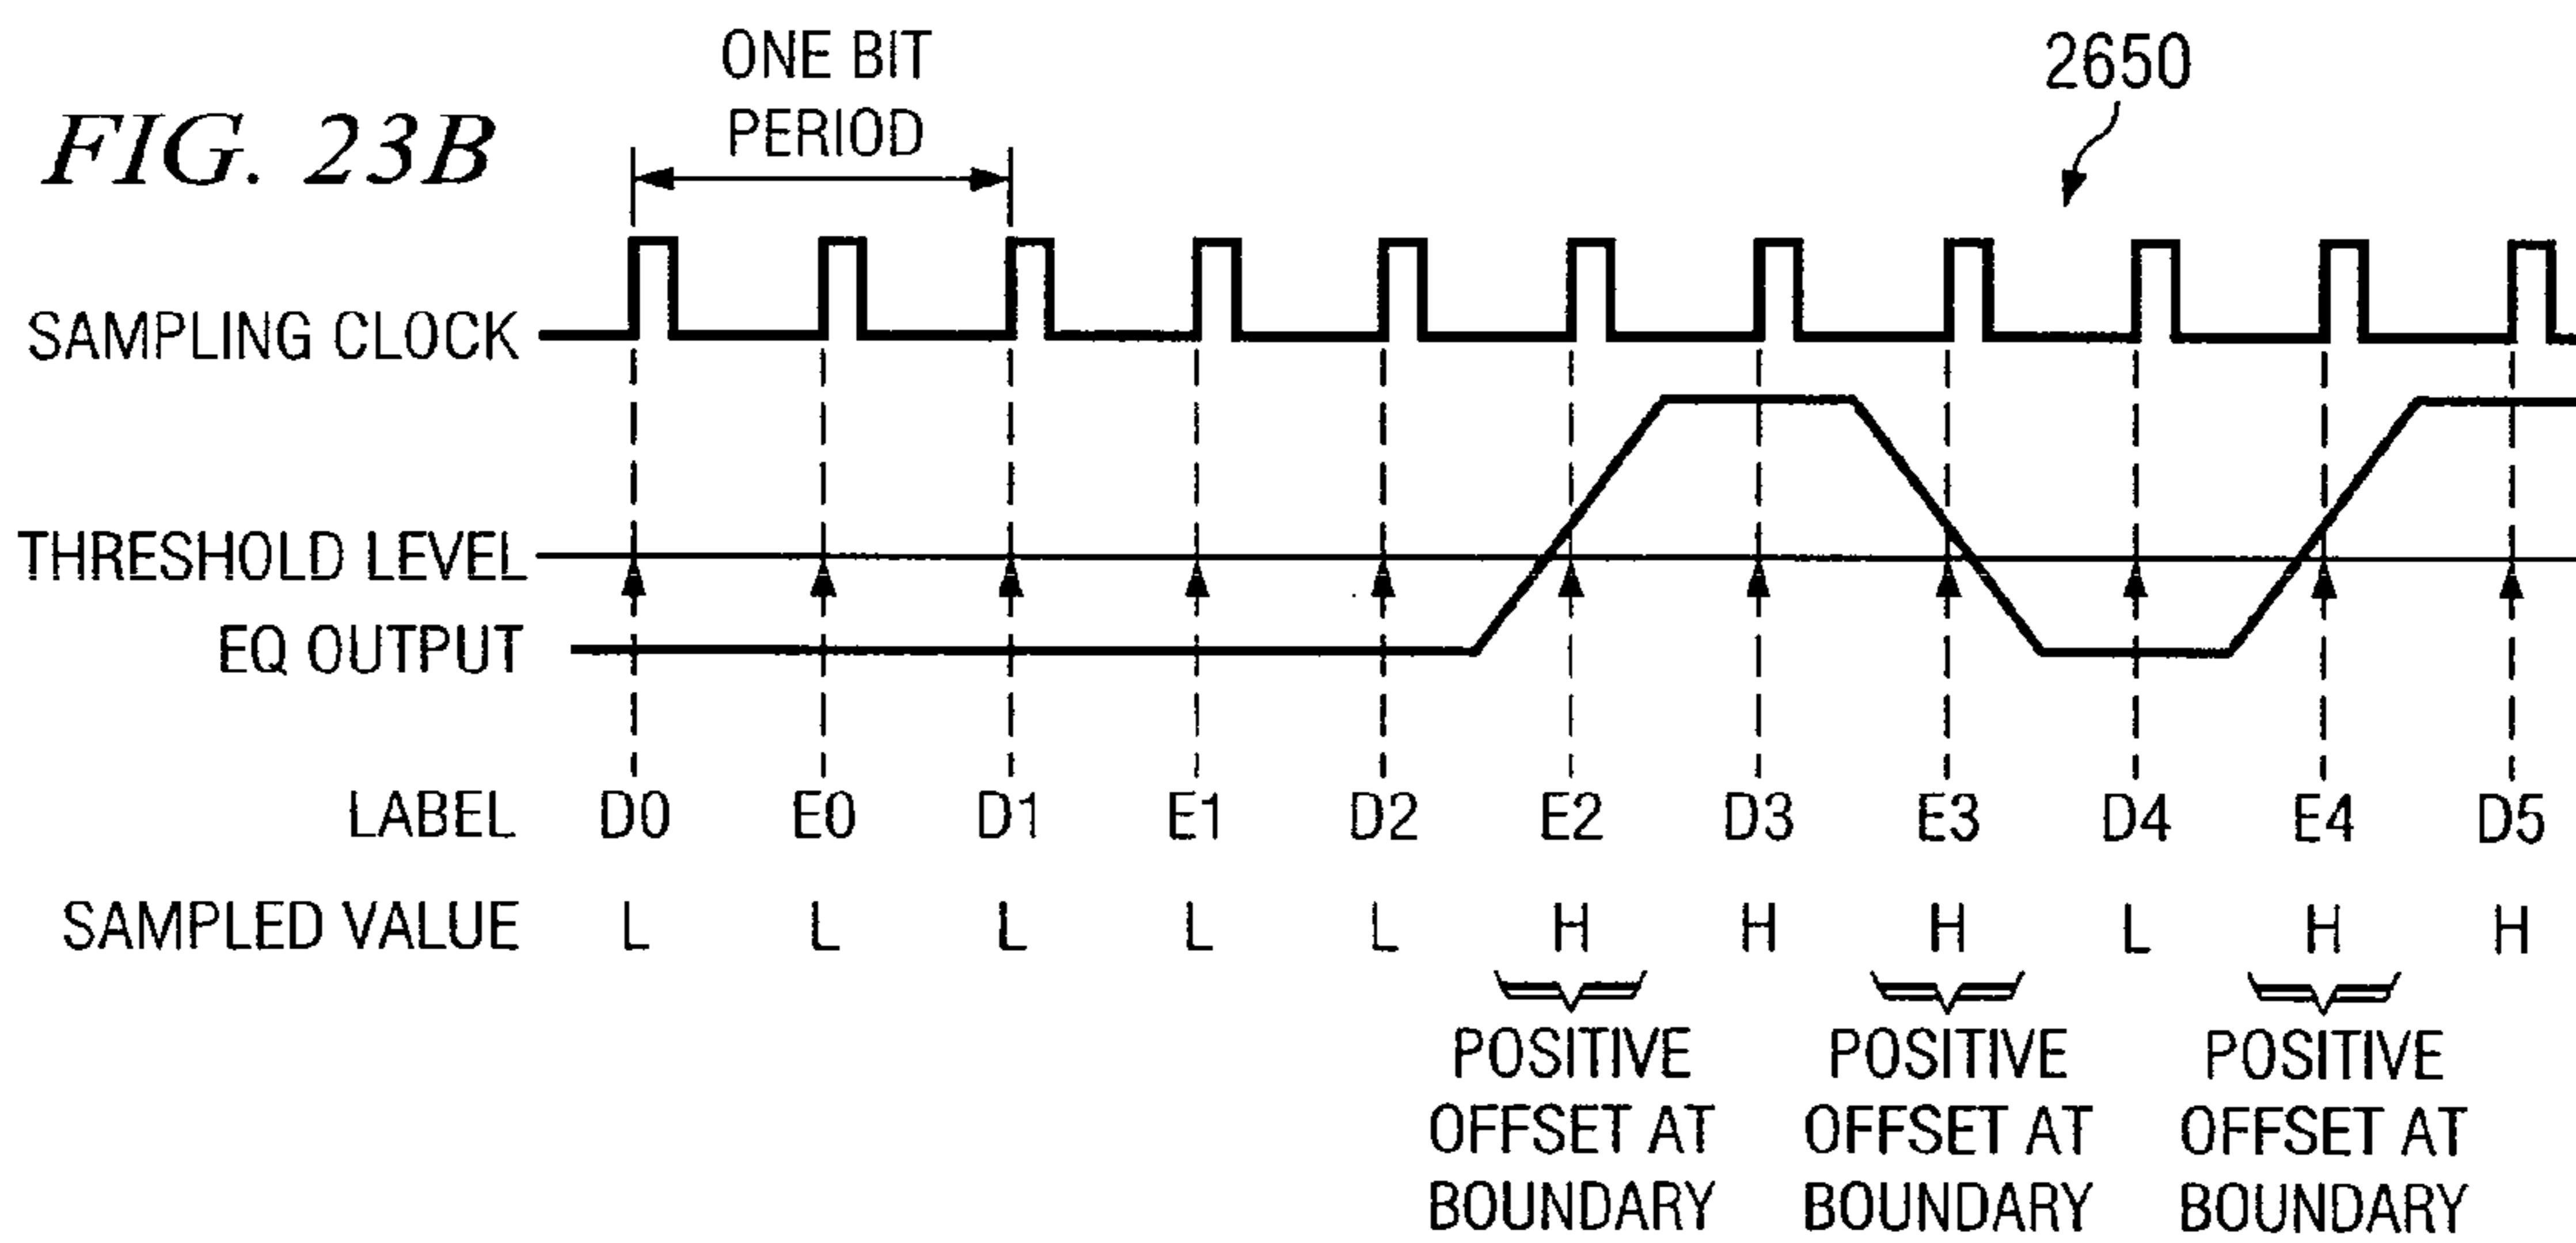 FIG. 23B
ONE BIT
PERIOD
2650
SAMPLING CLOCK
THRESHOLD LEVEL
EQ OUTPUT
LABEL D0 E0 D1 E1 D2 E2 D3 E3 D4 E4 D5
SAMPLED VALUE L L L L L H H H L H H
POSITIVE OFFSET AT BOUNDARY
POSITIVE OFFSET AT BOUNDARY
POSITIVE OFFSET AT BOUNDARY